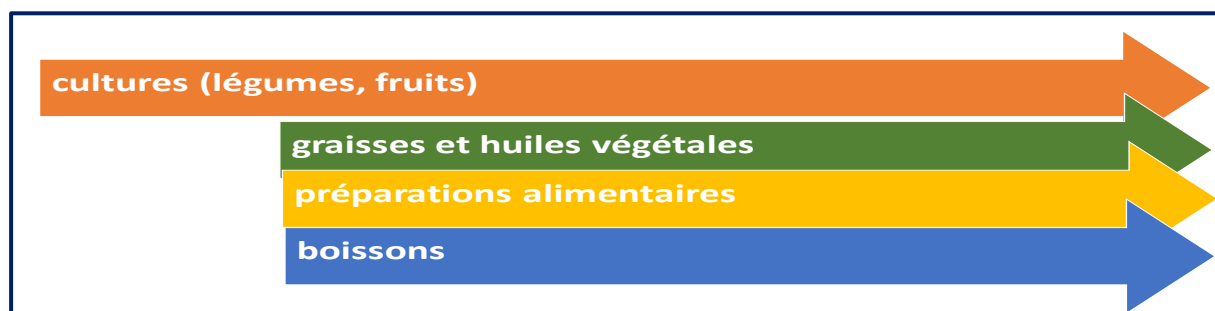 cultures (légumes, fruits)
graisses et huiles végétales
préparations alimentaires
boissons